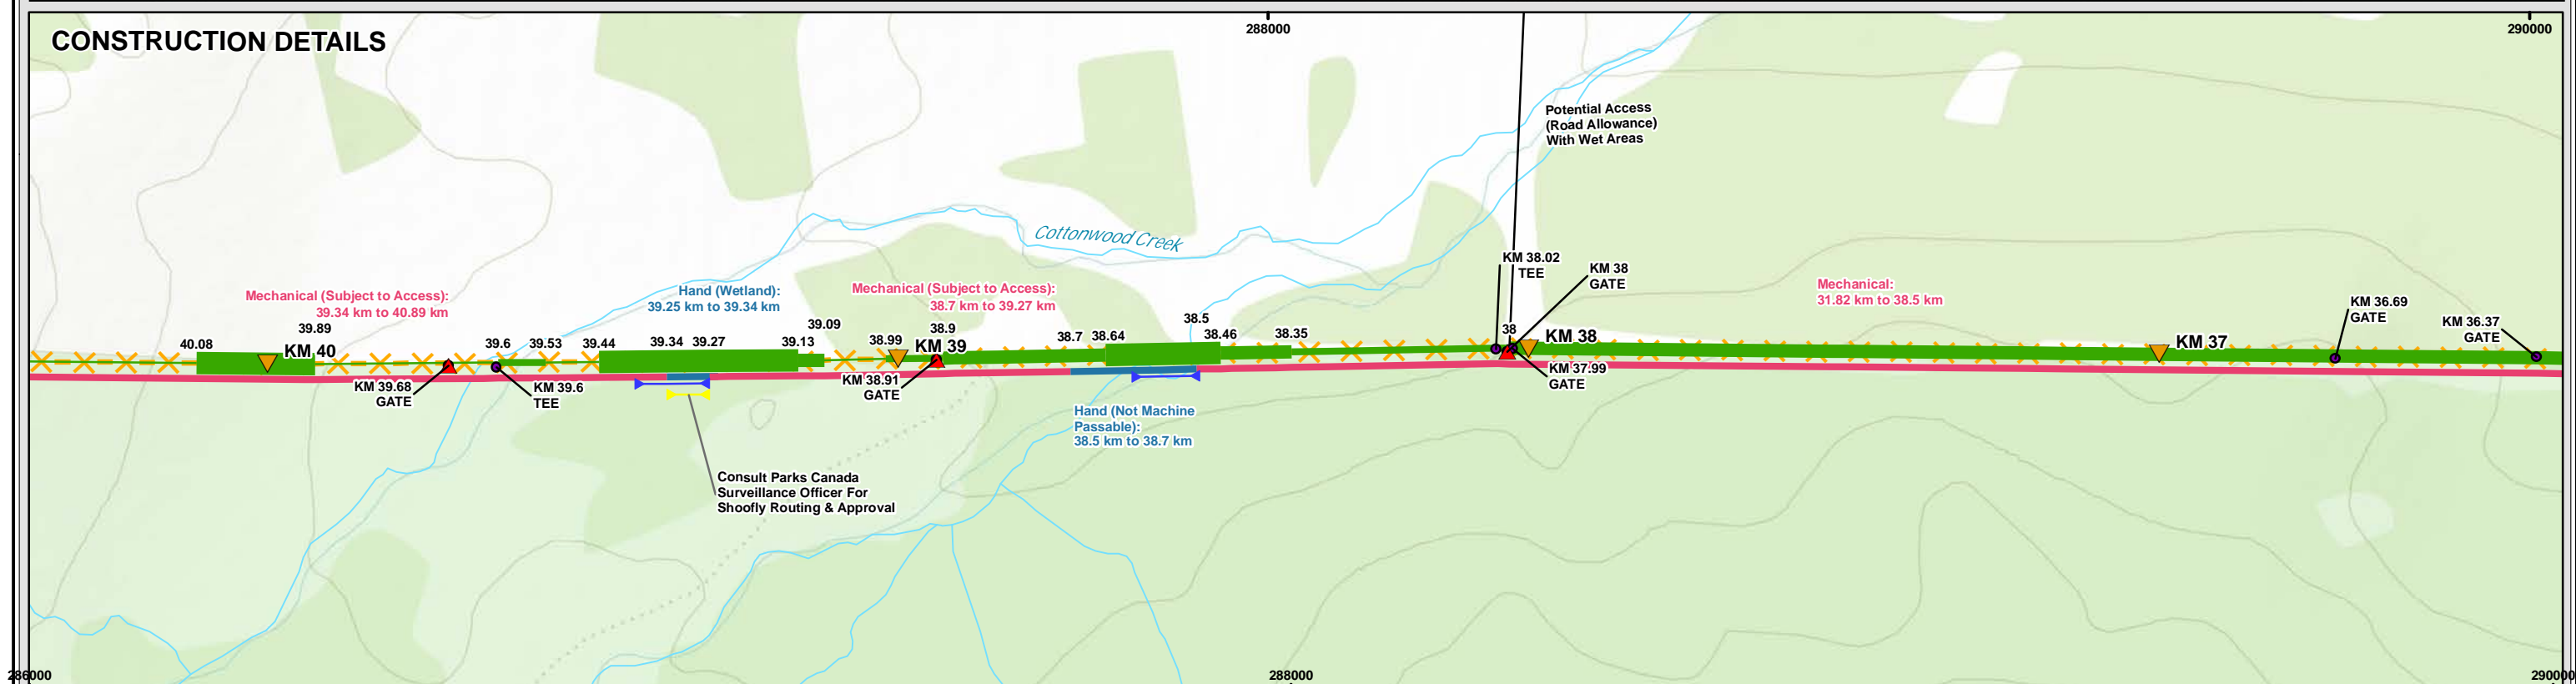 CONSTRUCTION DETAILS
288000
290000
Potential Access
(Road Allowance)
With Wet Areas
Cottonwood Creek
KM 38.02
TEE
KM 38
GATE
Mechanical (Subject to Access):
39.34 km to 40.89 km
Hand (Wetland):
39.25 km to 39.34 km
Mechanical (Subject to Access):
38.7 km to 39.27 km
Mechanical:
31.82 km to 38.5 km
KM 36.69
GATE
KM 36.37
GATE
40.08
39.89
KM 40
39.6
39.53
39.44
39.34
39.27
39.13
39.09
38.99
38.9
KM 39
38.7
38.64
38.5
38.46
38.35
38
KM 38
KM 37
KM 39.68
GATE
KM 39.6
TEE
KM 38.91
GATE
KM 37.99
GATE
Hand (Not Machine
Passable):
38.5 km to 38.7 km
Consult Parks Canada
Surveillance Officer For
Shoofly Routing & Approval
286000
288000
290000